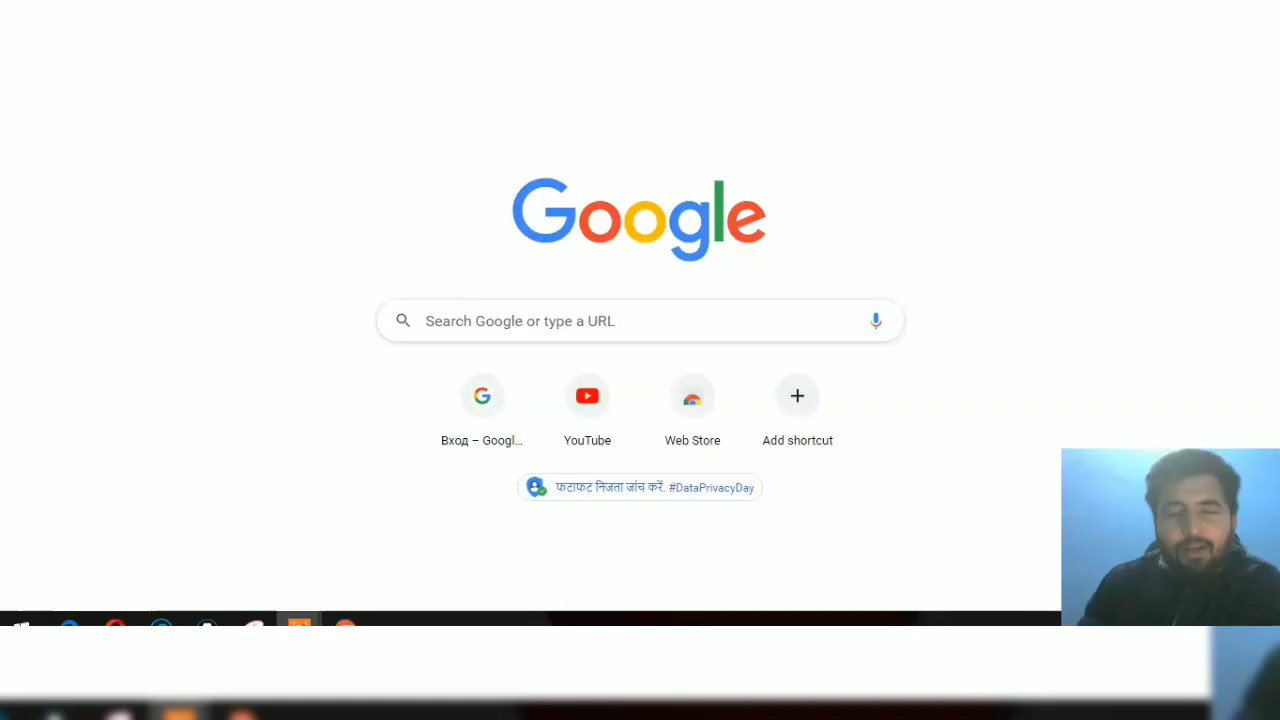 Google
Search Google or type a URL
Вход – Googl...
YouTube
Web Store
Add shortcut
फटाफट निजता जांच करें. #DataPrivacyDay